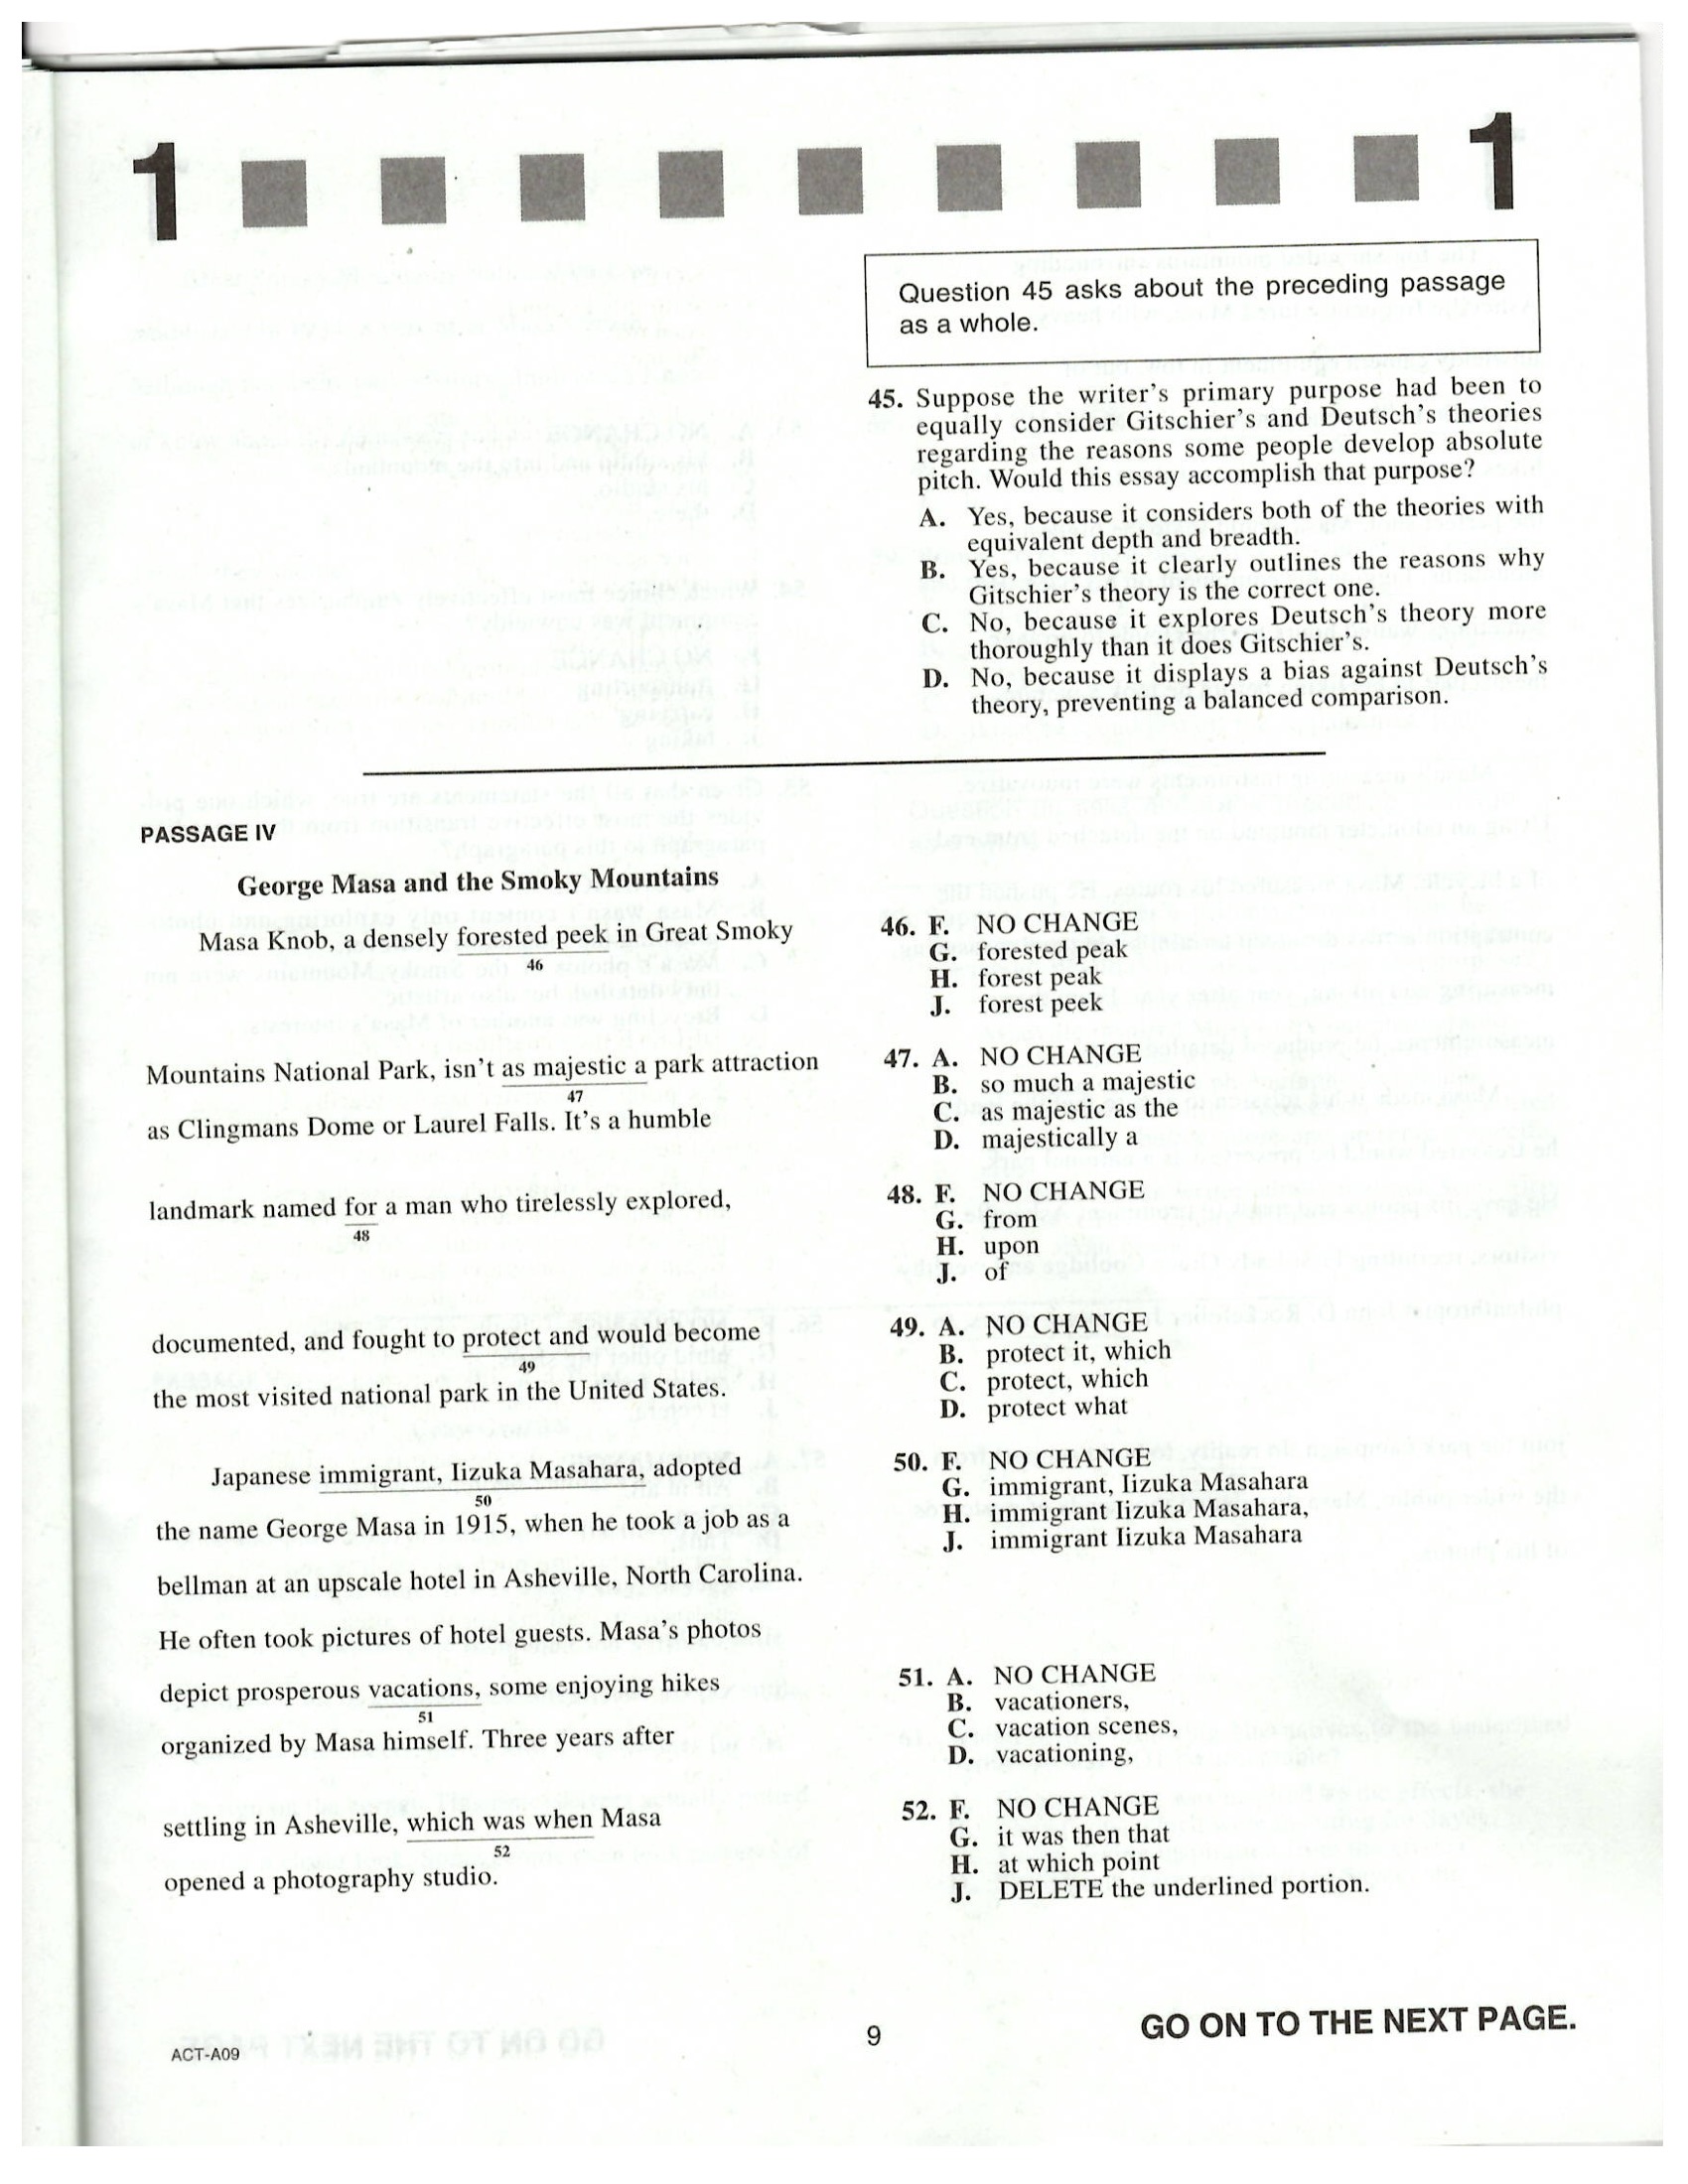 1 1
Question 45 asks about the preceding passage
as a whole.
45. Suppose the writer's primary purpose had been to
equally consider Gitschier's and Deutsch's theories
regarding the reasons some people develop absolute
pitch. Would this essay accomplish that purpose?
A. Yes, because it considers both of the theories with
equivalent depth and breadth.
B. Yes, because it clearly outlines the reasons why
Gitschier's theory is the correct one.
C. No, because it explores Deutsch's theory more
thoroughly than it does Gitschier's.
D. No, because it displays a bias against Deutsch's
theory, preventing a balanced comparison.
PASSAGE IV
George Masa and the Smoky Mountains
Masa Knob, a densely forested peek in Great Smoky
46
Mountains National Park, isn't as majestic a park attraction
47
as Clingmans Dome or Laurel Falls. It's a humble
landmark named for a man who tirelessly explored,
48
documented, and fought to protect and would become
49
the most visited national park in the United States.
Japanese immigrant, Iizuka Masahara, adopted
50
the name George Masa in 1915, when he took a job as a
bellman at an upscale hotel in Asheville, North Carolina.
He often took pictures of hotel guests. Masa's photos
depict prosperous vacations, some enjoying hikes
51
organized by Masa himself. Three years after
settling in Asheville, which was when Masa
52
opened a photography studio.
46. F. NO CHANGE
G. forested peak
H. forest peak
J. forest peek
47. A. NO CHANGE
B. so much a majestic
C. as majestic as the
D. majestically a
48. F. NO CHANGE
G. from
H. upon
J. of
49. A. NO CHANGE
B. protect it, which
C. protect, which
D. protect what
50. F. NO CHANGE
G. immigrant, Iizuka Masahara
H. immigrant Iizuka Masahara,
J. immigrant Iizuka Masahara
51. A. NO CHANGE
B. vacationers,
C. vacation scenes,
D. vacationing,
52. F. NO CHANGE
G. it was then that
H. at which point
J. DELETE the underlined portion.
ACT-A09
9
GO ON TO THE NEXT PAGE.